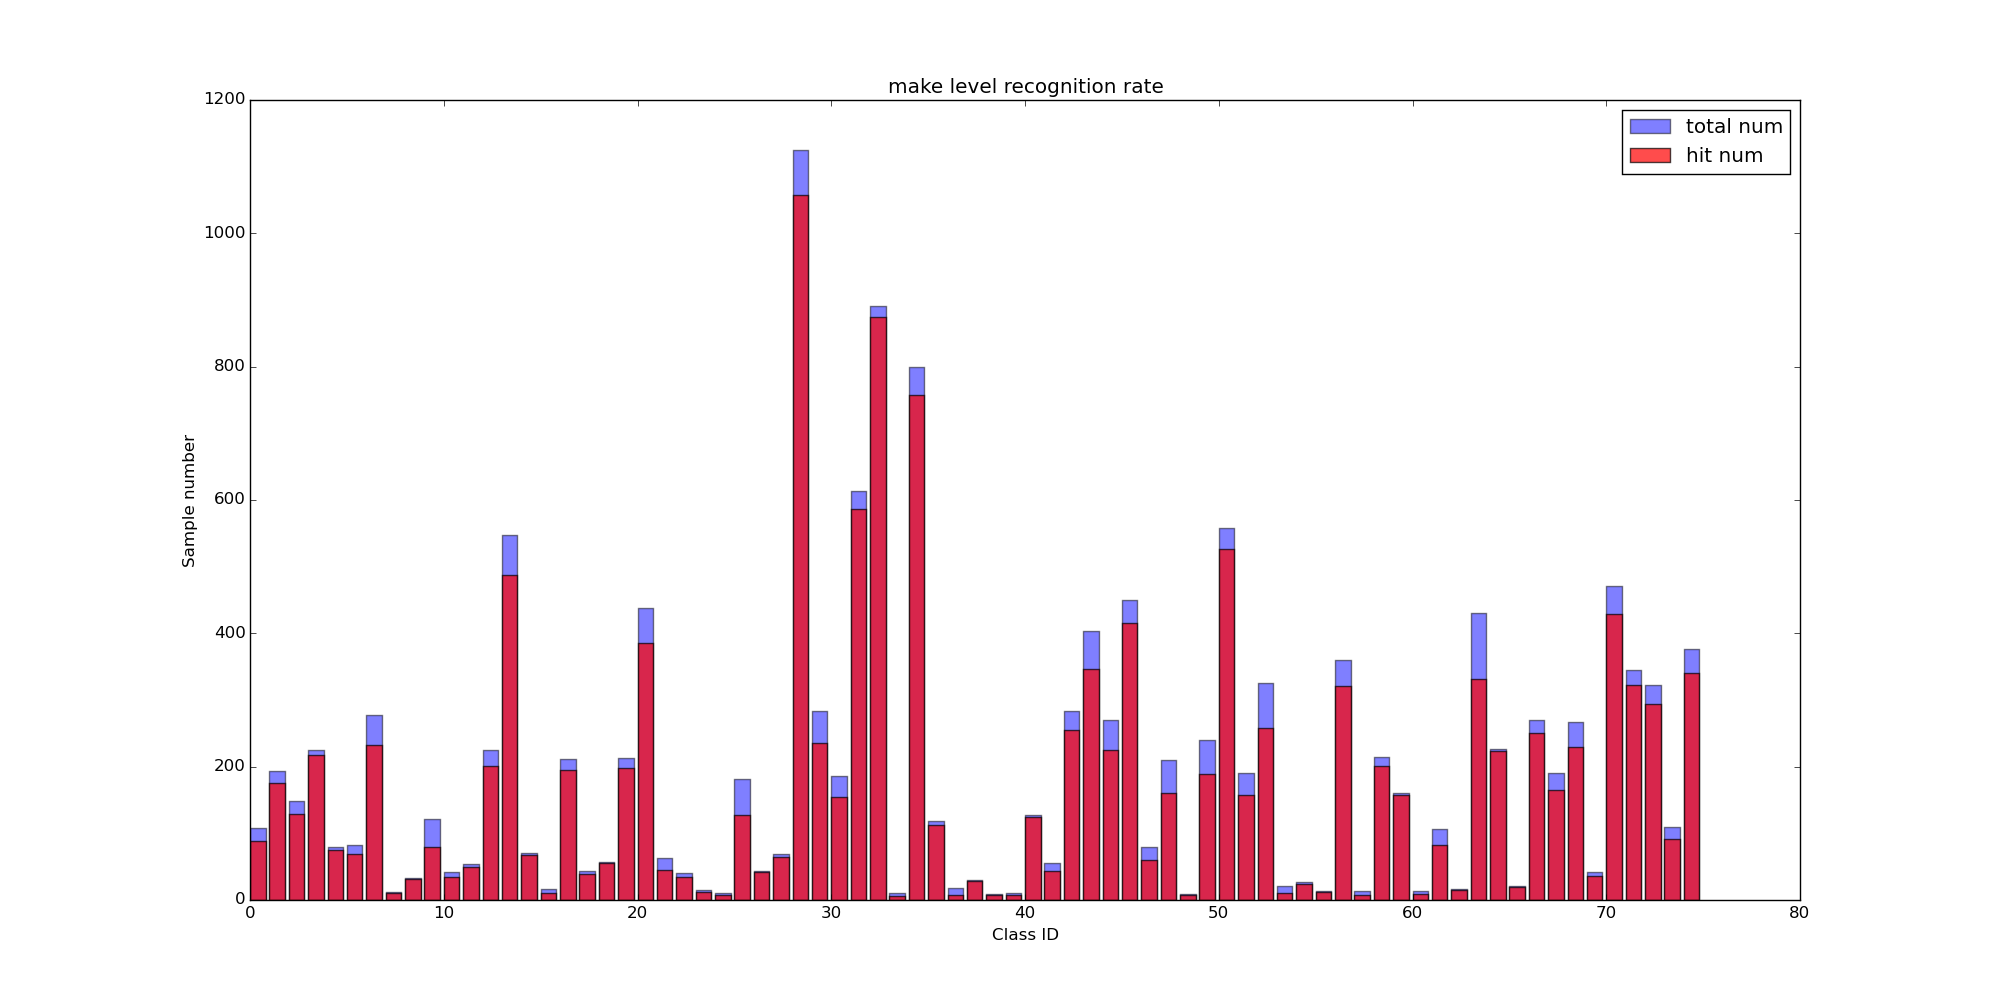 make level recognition rate
1200
1000
800
600
400
200
0
Sample number
total num
hit num
0 10 20 30 40 50 60 70 80
Class ID